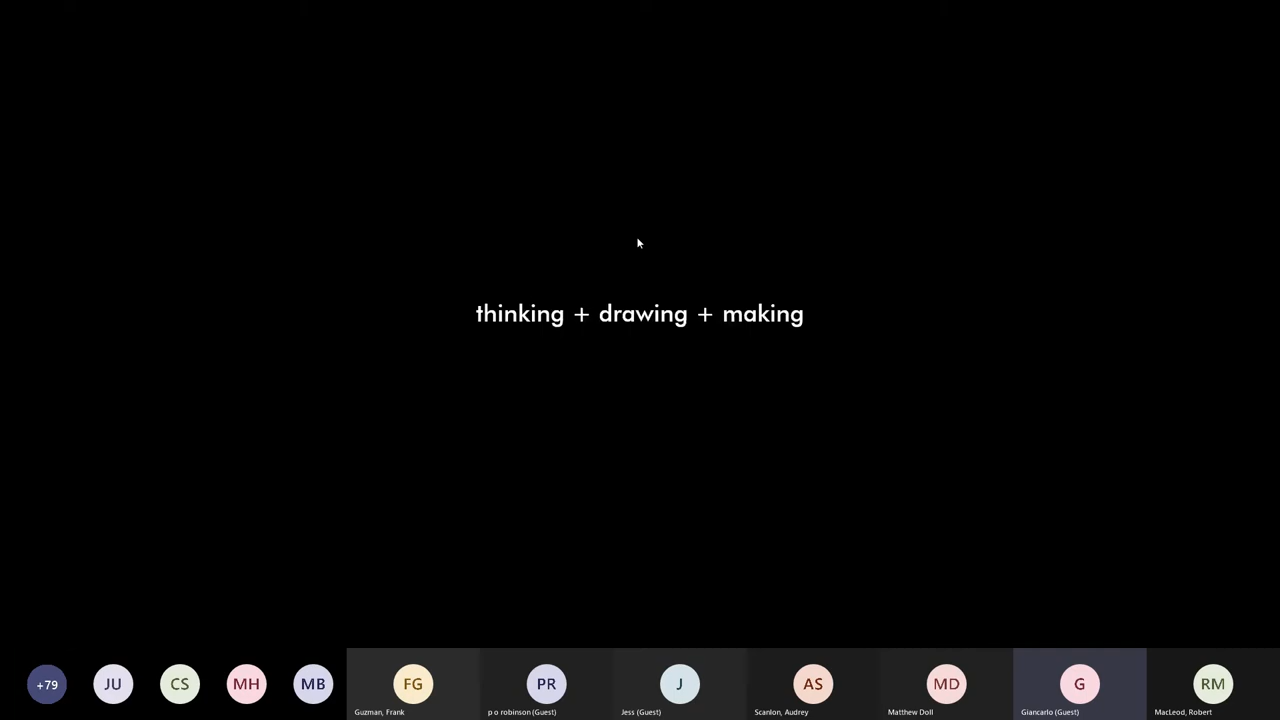 thinking + drawing + making
+79
JU
CS
MH
MB
FG
Guzman, Frank
PR
p o robinson (Guest)
J
Jess (Guest)
AS
Scanlon, Audrey
MD
Matthew Doll
G
Giancarlo (Guest)
RM
MacLeod, Robert